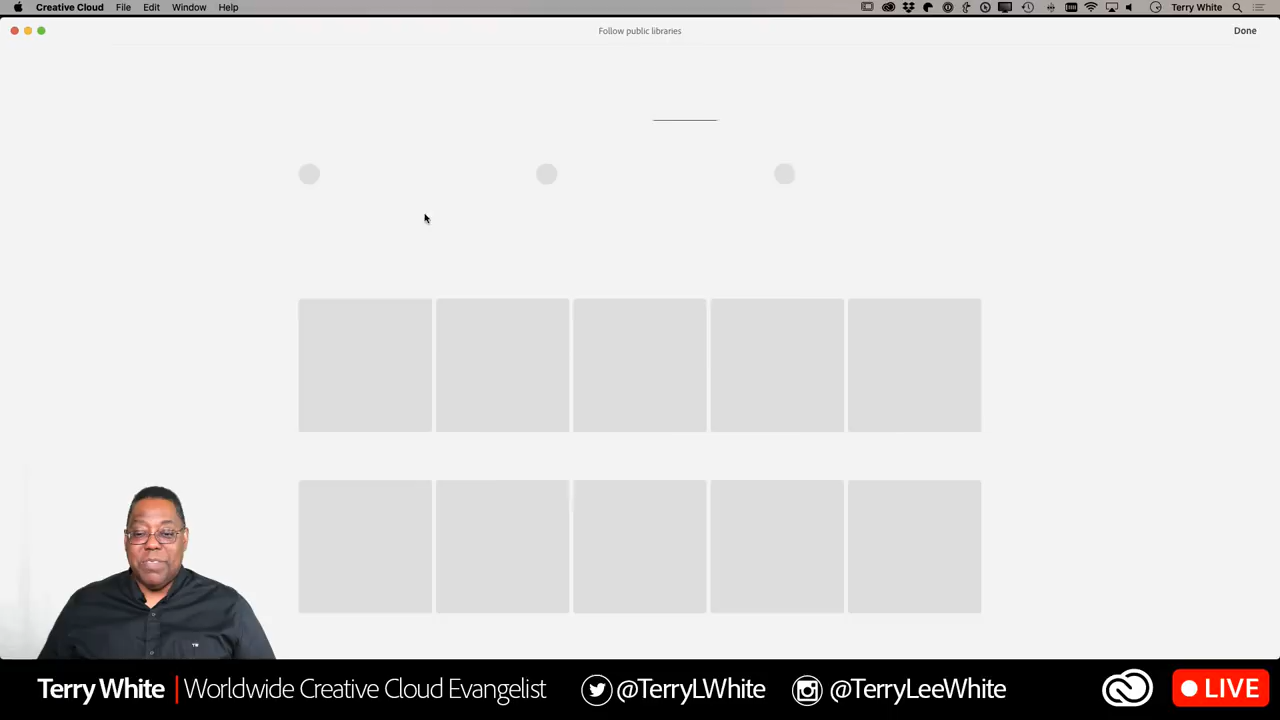 Creative Cloud File Edit Window Help Terry White
Follow public libraries Done
Terry White | Worldwide Creative Cloud Evangelist @TerryLWhite @TerryLeeWhite LIVE